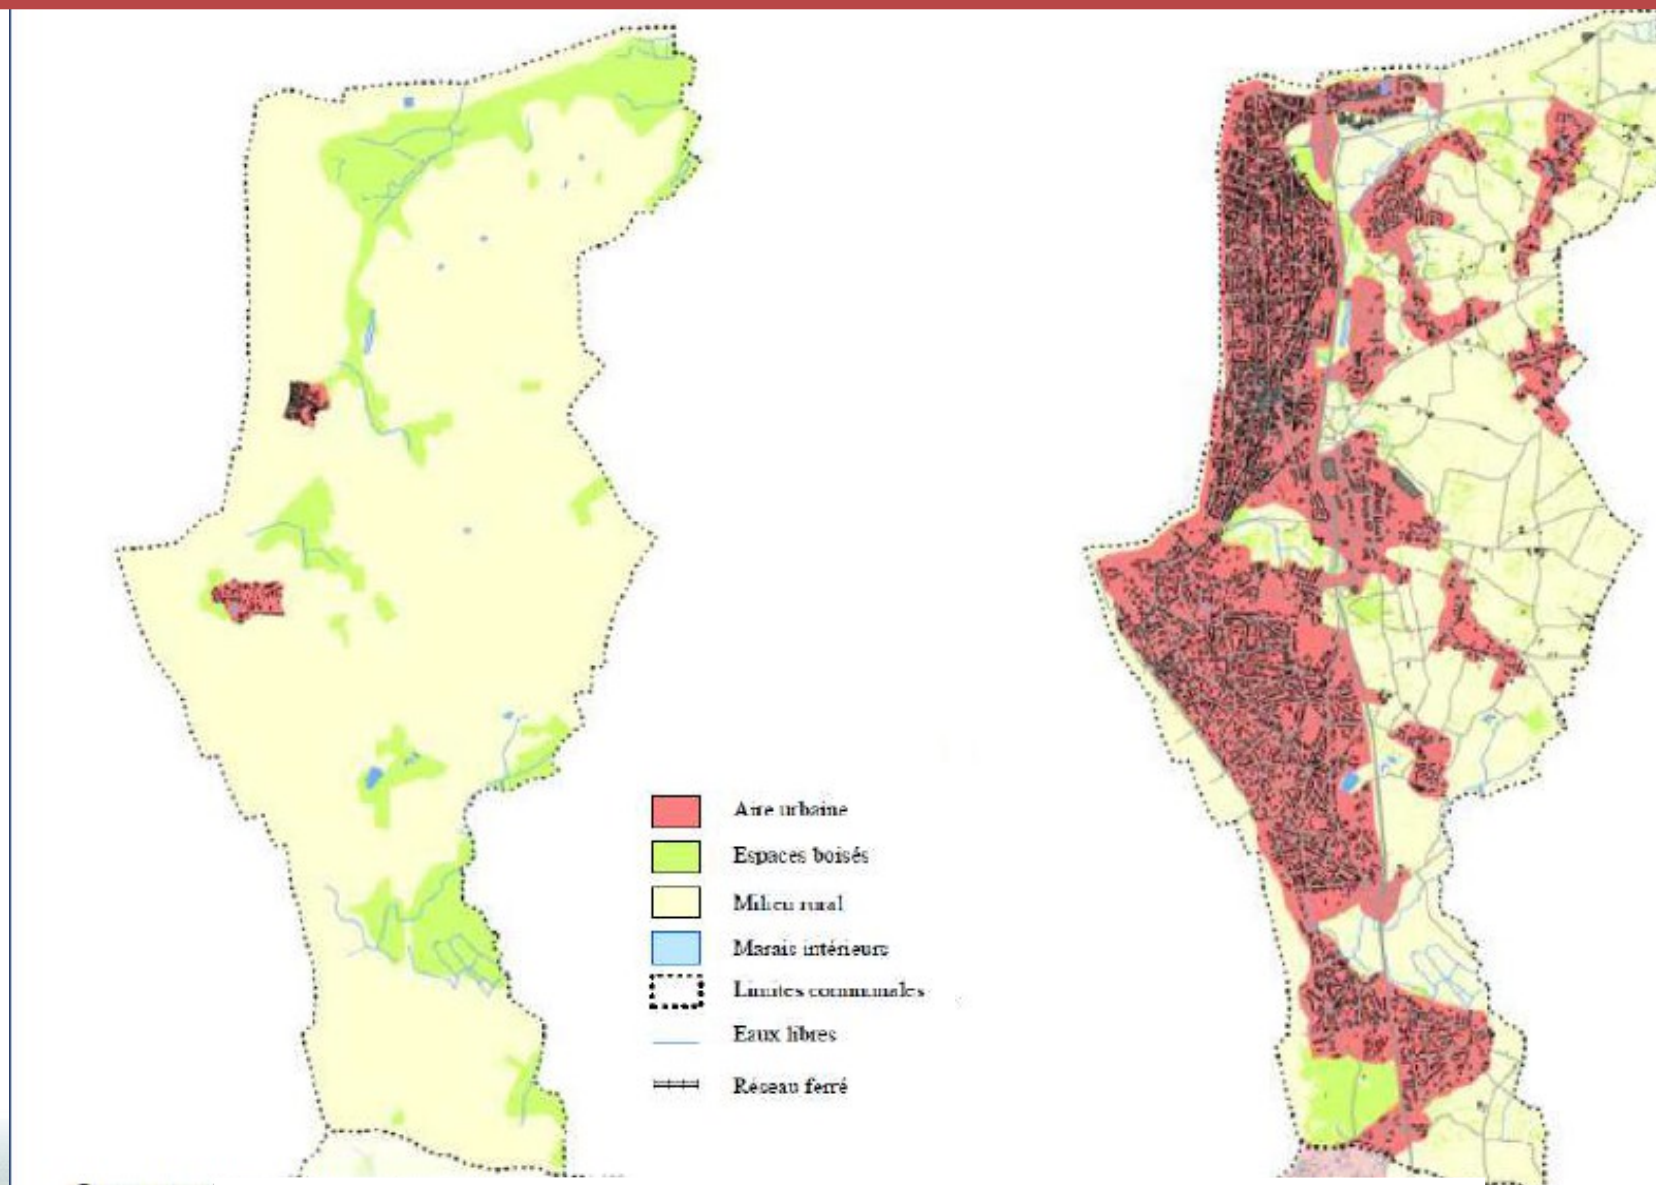 Aire urbaine
Espaces boisés
Milieu rural
Marais intérieurs
Limites communales
Eaux libres
Réseau ferré